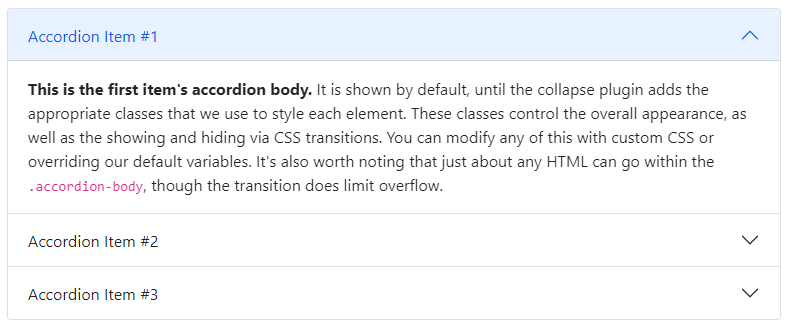 Accordion Item #1
This is the first item's accordion body. It is shown by default, until the collapse plugin adds the
appropriate classes that we use to style each element. These classes control the overall appearance, as
well as the showing and hiding via CSS transitions. You can modify any of this with custom CSS or
overriding our default variables. It's also worth noting that just about any HTML can go within the
.accordion-body, though the transition does limit overflow.
Accordion Item #2
Accordion Item #3